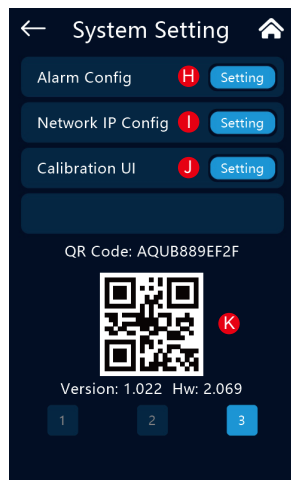 System Setting
Alarm Config H Setting
Network IP Config I Setting
Calibration UI J Setting
QR Code: AQUB889EF2F
K
Version: 1.022 Hw: 2.069
1 2 3